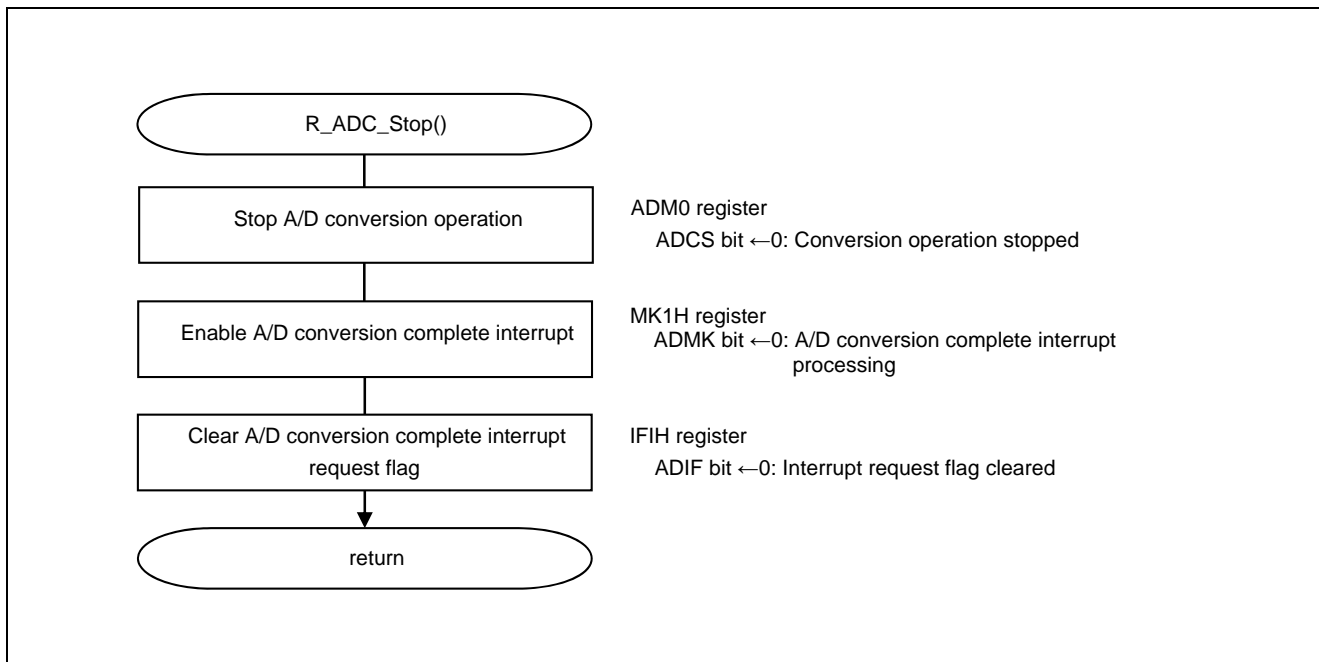 R_ADC_Stop()
Stop A/D conversion operation
ADM0 register
ADCS bit ←0: Conversion operation stopped
Enable A/D conversion complete interrupt
MK1H register
ADMK bit ←0: A/D conversion complete interrupt
processing
Clear A/D conversion complete interrupt
request flag
IFIH register
ADIF bit ←0: Interrupt request flag cleared
return